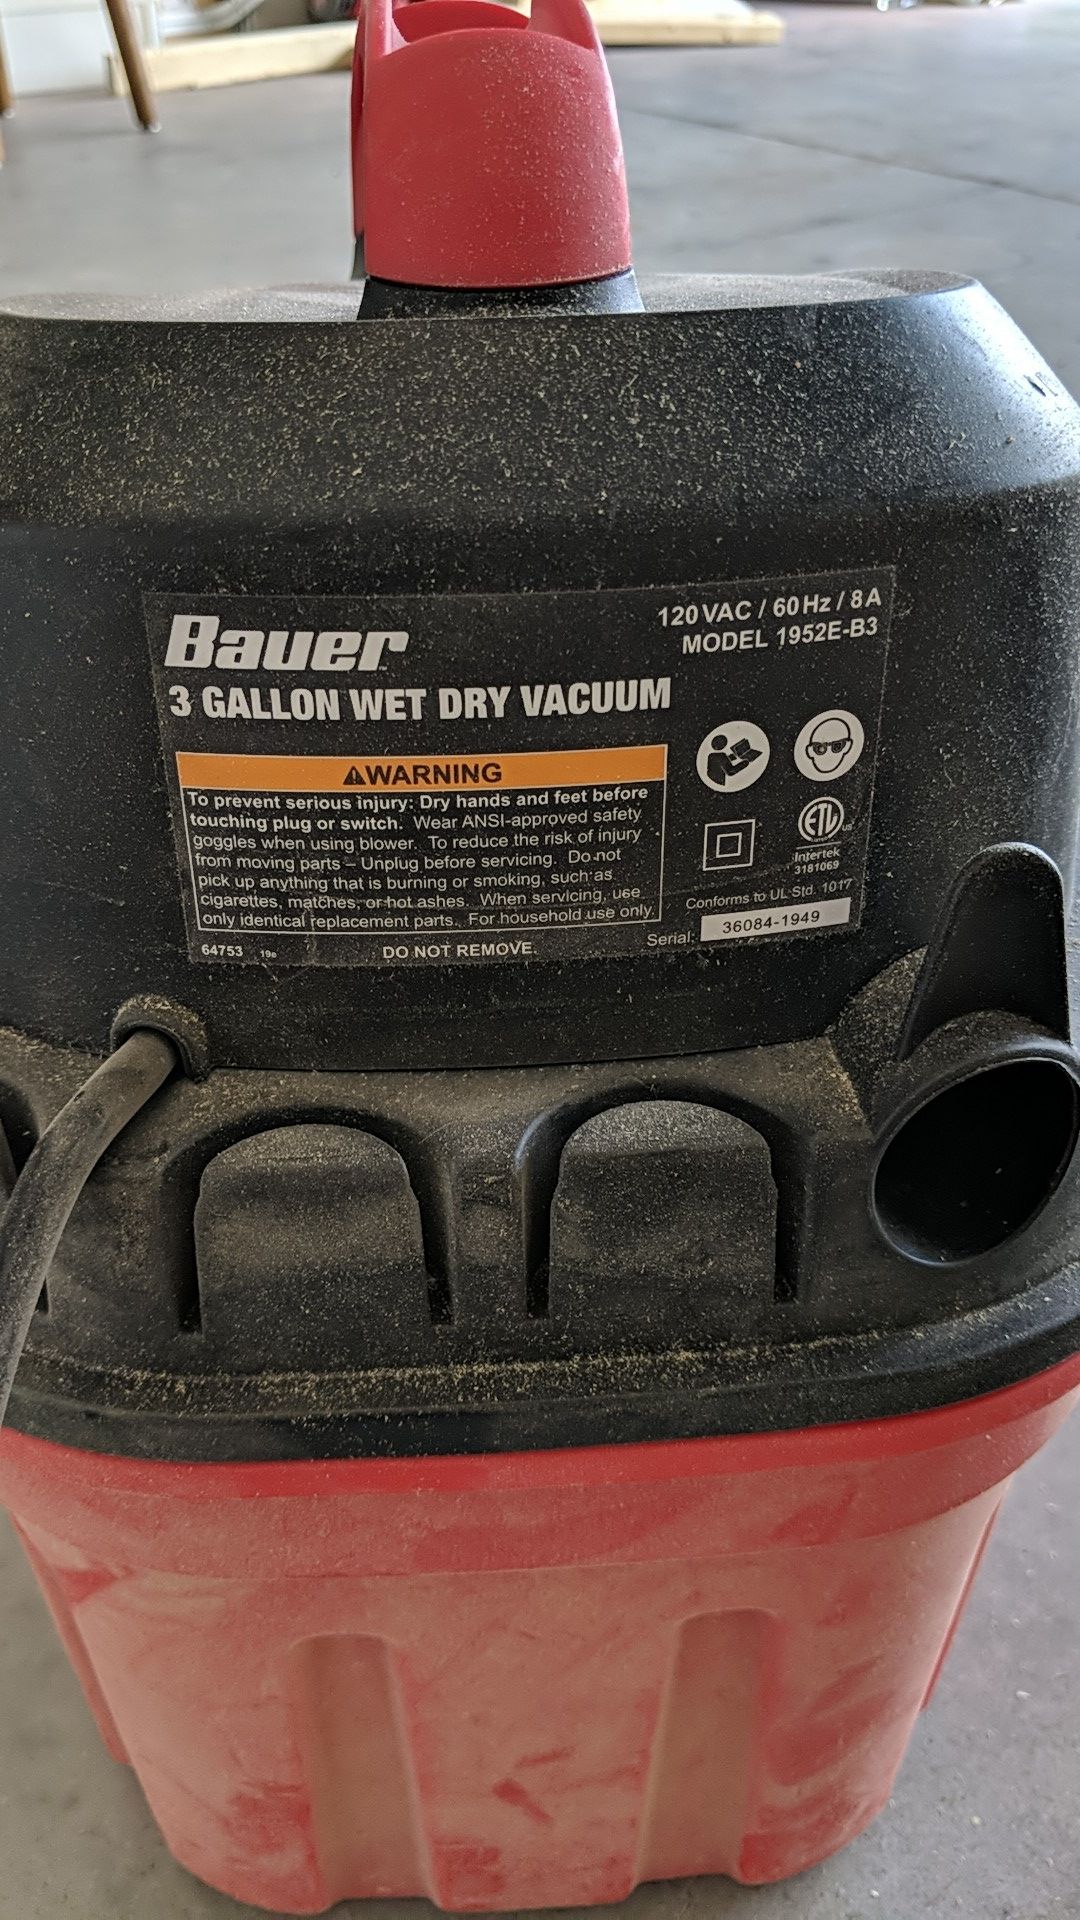 Bauer
120 VAC / 60 Hz / 8 A
MODEL 1952E-B3
3 GALLON WET DRY VACUUM
WARNING
To prevent serious injury: Dry hands and feet before
touching plug or switch. Wear ANSI-approved safety
goggles when using blower. To reduce the risk of injury
from moving parts – Unplug before servicing. Do not
pick up anything that is burning or smoking, such as
cigarettes, matches, or hot ashes. When servicing, use
only identical replacement parts. For household use only.
ETL
US
Intertek
3181069
Conforms to UL Std. 1017
Serial: 36084-1949
64753 19e DO NOT REMOVE.